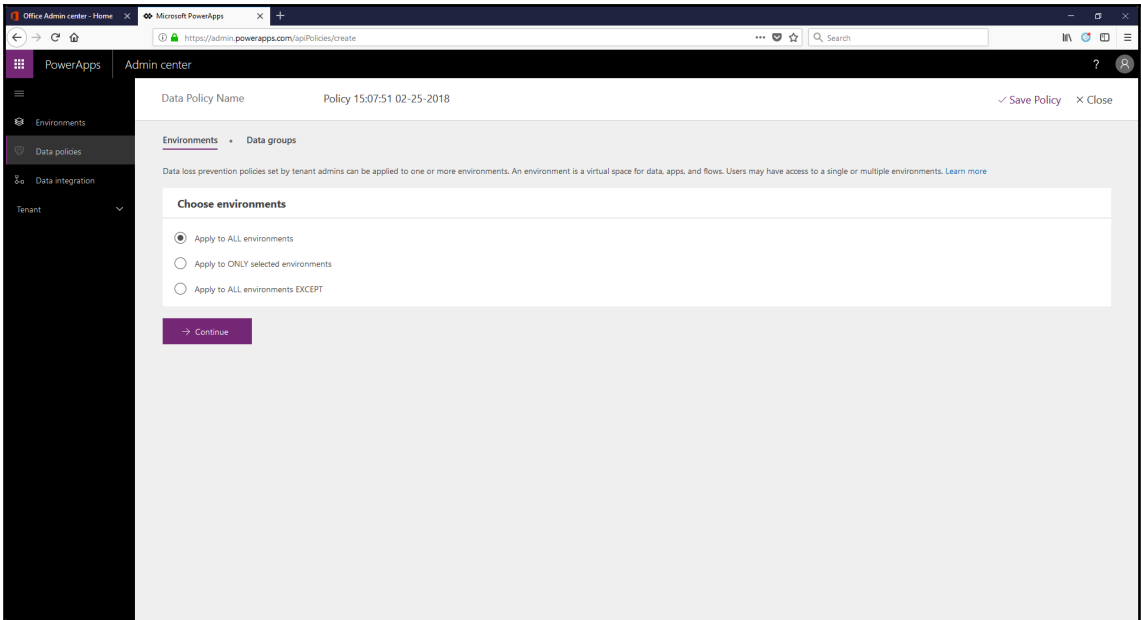 Office Admin center - Home
Microsoft PowerApps
https://admin.powerapps.com/apiPolicies/create
Search
PowerApps
Admin center
?
Data Policy Name
Policy 15:07:51 02-25-2018
Save Policy
Close
Environments
Data policies
Data integration
Tenant
Environments
Data groups
Data loss prevention policies set by tenant admins can be applied to one or more environments. An environment is a virtual space for data, apps, and flows. Users may have access to a single or multiple environments. Learn more
Choose environments
Apply to ALL environments
Apply to ONLY selected environments
Apply to ALL environments EXCEPT
Continue